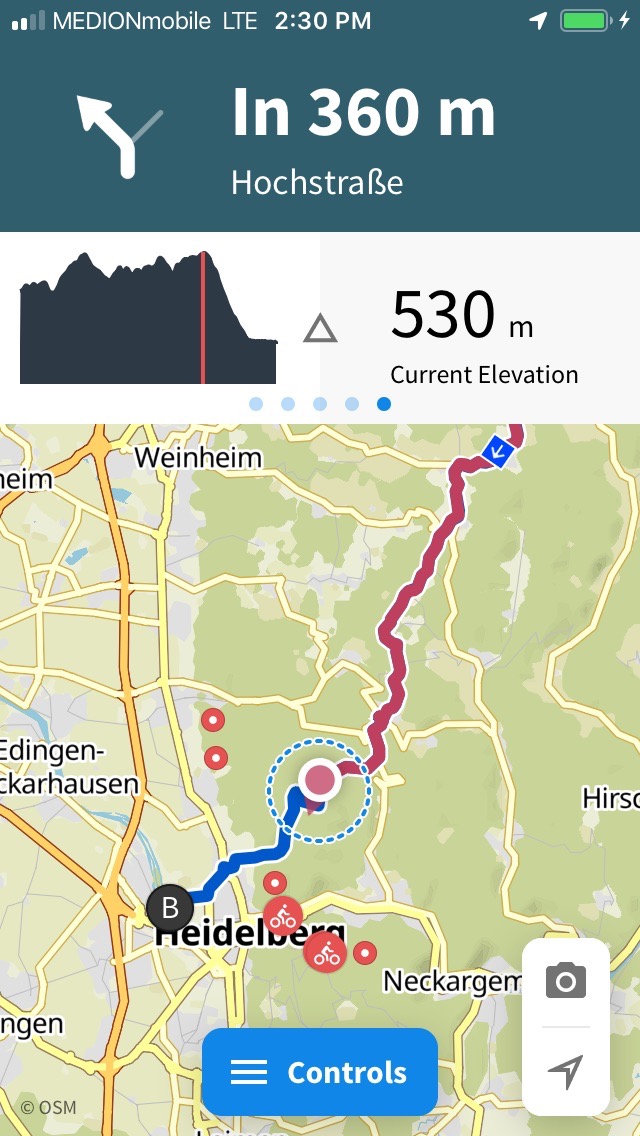 MEDIONmobile LTE 2:30 PM
In 360 m
Hochstraße
530 m
Current Elevation
Weinheim
heim
Edingen-
ckarhausen
Hirsc
B
Heidelberg
Neckargem
ngen
Controls
© OSM